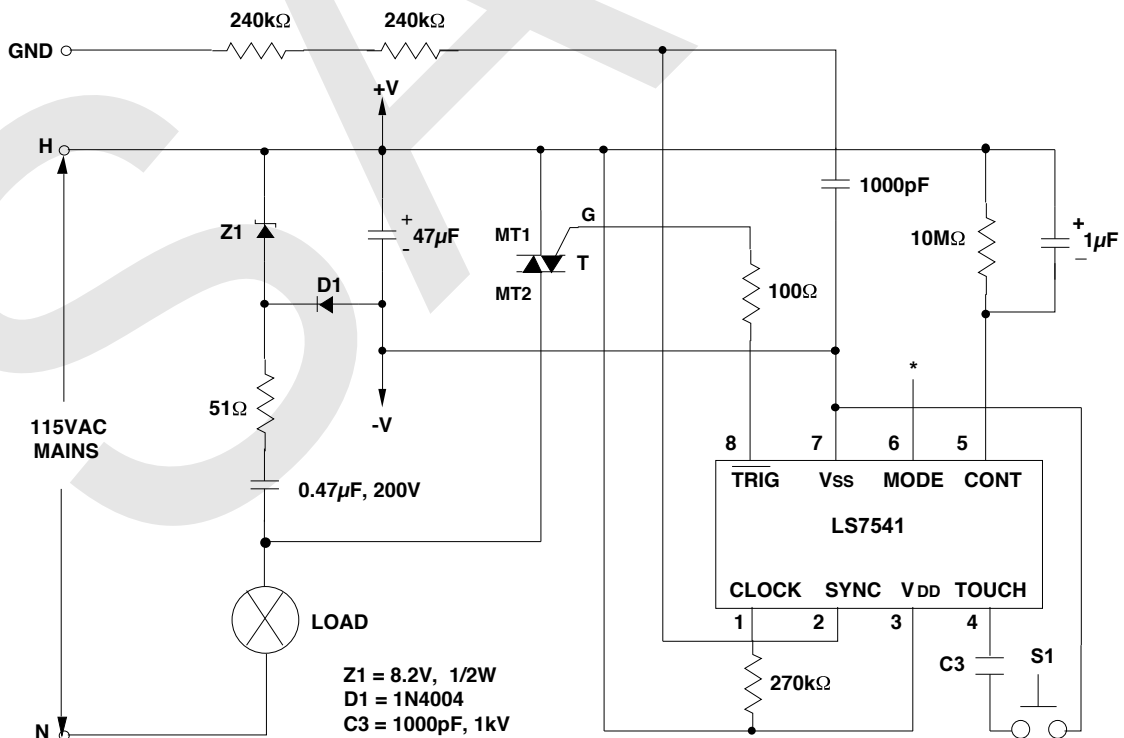 240kΩ 240kΩ
GND
+V
H
1000pF
G
+
Z1
47µF
MT1
T
10MΩ
+
1µF
-
D1
MT2
100Ω
–
*
51Ω
-V
115VAC
MAINS
8 7 6 5
TRIG VSS MODE CONT
0.47µF, 200V
LS7541
CLOCK SYNC VDD TOUCH
LOAD
1 2 3 4
C3 S1
Z1 = 8.2V, 1/2W
D1 = 1N4004
C3 = 1000pF, 1kV
270kΩ
N